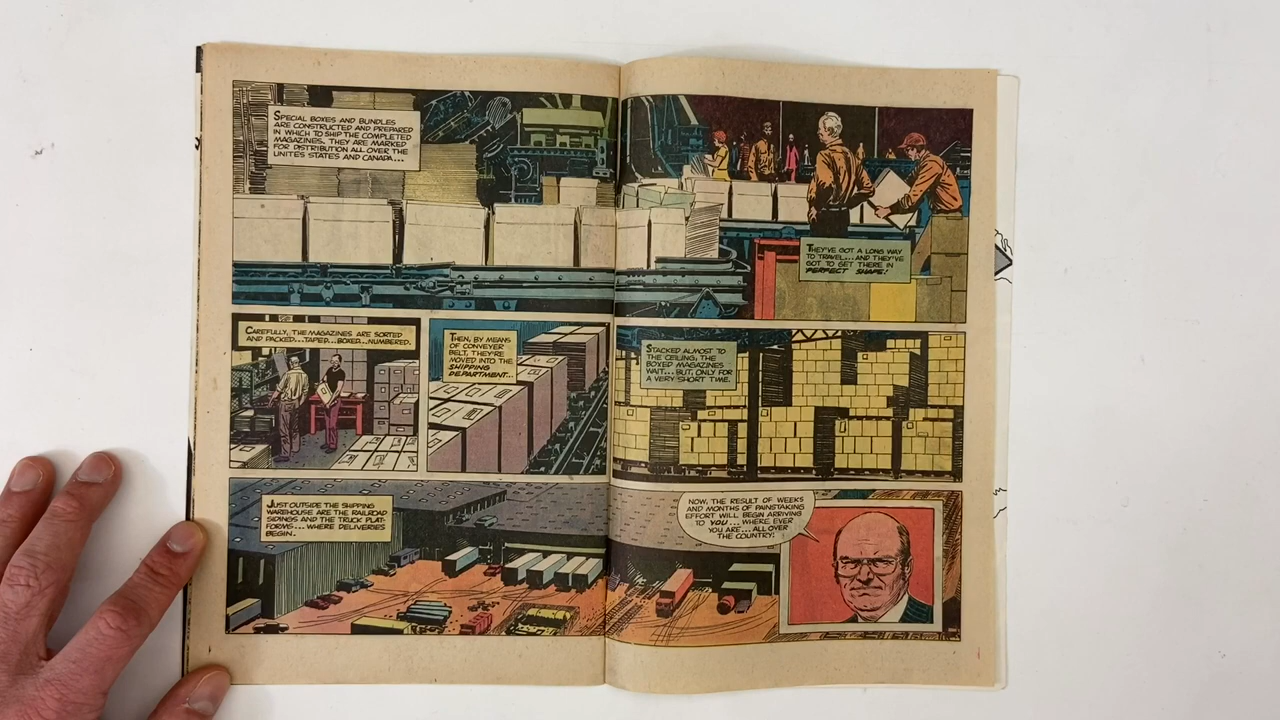 SPECIAL BOXES AND BUNDLES
ARE CONSTRUCTED AND PREPARED
IN WHICH TO SHIP THE COMPLETED
MAGAZINES. THEY ARE MARKED
FOR DISTRIBUTION ALL OVER THE
UNITES STATES AND CANADA...
THEY'VE GOT A LONG WAY
TO TRAVEL...AND THEY'VE
GOT TO GET THERE IN
PERFECT SHAPE!
CAREFULLY, THE MAGAZINES ARE SORTED
AND PACKED...TAPED...BOXED...NUMBERED.
THEN, BY MEANS
OF CONVEYER
BELT, THEY'RE
MOVED INTO THE
SHIPPING
DEPARTMENT...
STACKED ALMOST TO
THE CEILING, THE
BOXED MAGAZINES
WAIT...BUT, ONLY FOR
A VERY SHORT TIME.
JUST OUTSIDE THE SHIPPING
WAREHOUSE ARE THE RAILROAD
SIDINGS AND THE TRUCK PLAT-
FORMS...WHERE DELIVERIES
BEGIN.
NOW, THE RESULT OF WEEKS
AND MONTHS OF PAINSTAKING
EFFORT WILL BEGIN ARRIVING
TO YOU...WHERE EVER
YOU ARE...ALL OVER
THE COUNTRY!